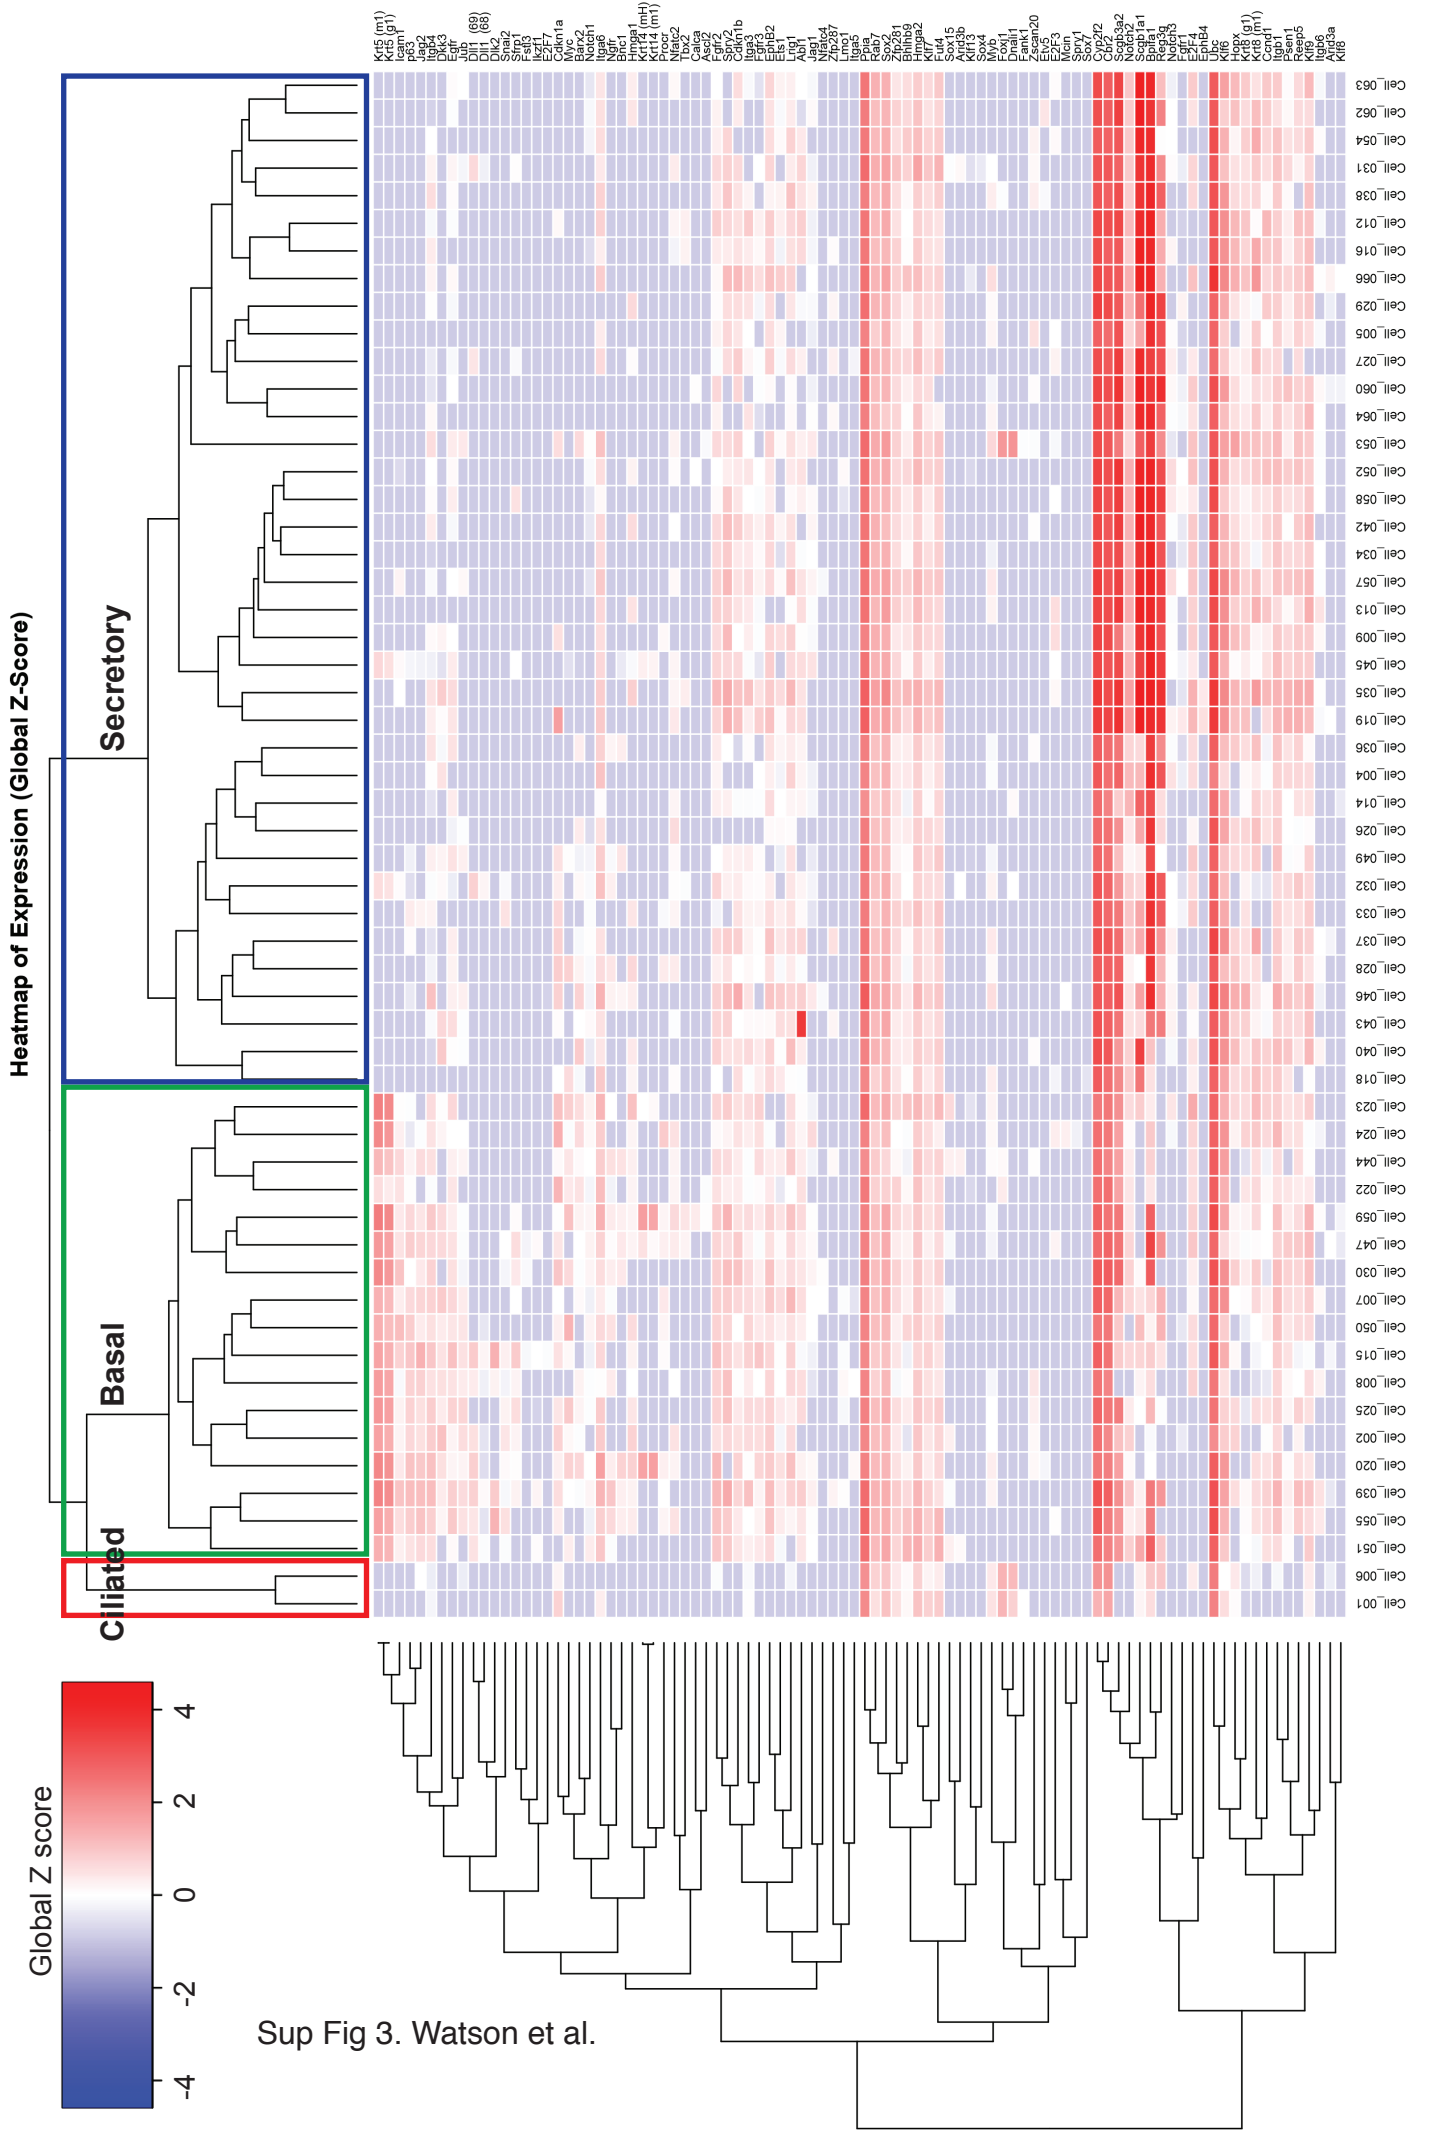 Heatmap of Expression (Global Z-Score)
Secretory
Basal
Ciliated
Krt5 (m1)
Krt5 (g1)
Icam1
p63
Jag2
Itgb4
Dkk3
Egfr
Dll1 (69)
Dll1 (68)
Dlk2
Snai2
Sfrp1
Fstl3
Ikzf1
E2F7
Cdkn1a
Myc
Barx2
Notch1
Itga6
Ngfr
Bnc1
Krt14 (mH)
Krt14 (m1)
Procr
Nfatc2
Tbx2
Calca
Ascl2
Fgfr2
Spry2
Cdkn1b
Itga3
Fgfr3
EphB2
Ets1
Lrig1
Abl1
Jag1
Nfatc4
Zfp287
Lmo1
Itga5
Ppia
Rab7
Sox2
Zfp281
Bhlhb9
Hmga2
Klf7
Fut4
Sox15
Arid3b
Klf13
Sox4
Myb
Foxj1
Dnali1
Fank1
Zscan20
Etv5
E2F3
Mcin
Spry1
Sox7
Cyp2f2
Cbr2
Scgb3a2
Notch2
Scgb1a1
Bpifa1
Reg3g
Notch3
Fgfr1
E2F4
EphB4
Ubc
Klf6
Hopx
Krt8 (g1)
Krt8 (m1)
Ccnd1
Itgb1
Psen1
Reep5
Klf9
Itgb6
Arid3a
Klf8
Cell_063
Cell_062
Cell_054
Cell_031
Cell_038
Cell_012
Cell_016
Cell_066
Cell_029
Cell_005
Cell_027
Cell_060
Cell_064
Cell_053
Cell_052
Cell_058
Cell_042
Cell_034
Cell_057
Cell_013
Cell_009
Cell_045
Cell_035
Cell_019
Cell_036
Cell_004
Cell_014
Cell_026
Cell_049
Cell_032
Cell_033
Cell_037
Cell_028
Cell_046
Cell_043
Cell_040
Cell_018
Cell_023
Cell_024
Cell_044
Cell_022
Cell_059
Cell_047
Cell_030
Cell_007
Cell_050
Cell_015
Cell_008
Cell_025
Cell_002
Cell_020
Cell_039
Cell_055
Cell_051
Cell_006
Cell_001
Global Z score
4
2
0
-2
-4
Sup Fig 3. Watson et al.